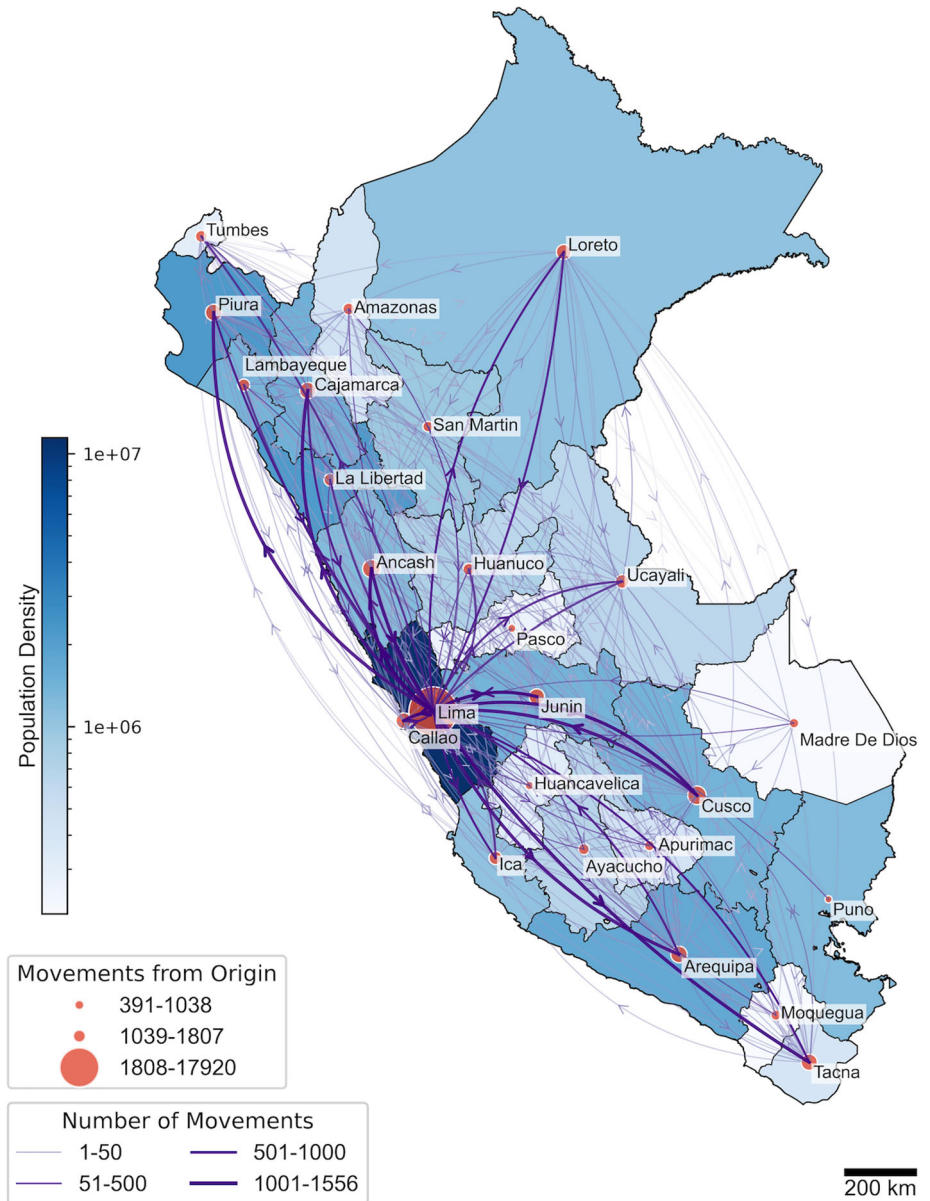 Tumbes
Loreto
Piura
Amazonas
Lambayeque
Cajamarca
San Martin
La Libertad
Ancash
Huanuco
Ucayali
Pasco
Junin
Lima
Callao
Madre De Dios
Huancavelica
Cusco
Apurimac
Ica
Ayacucho
Puno
Arequipa
Moquegua
Tacna
Population Density
1e+07
1e+06
Movements from Origin
391-1038
1039-1807
1808-17920
Number of Movements
1-50
501-1000
51-500
1001-1556
200 km